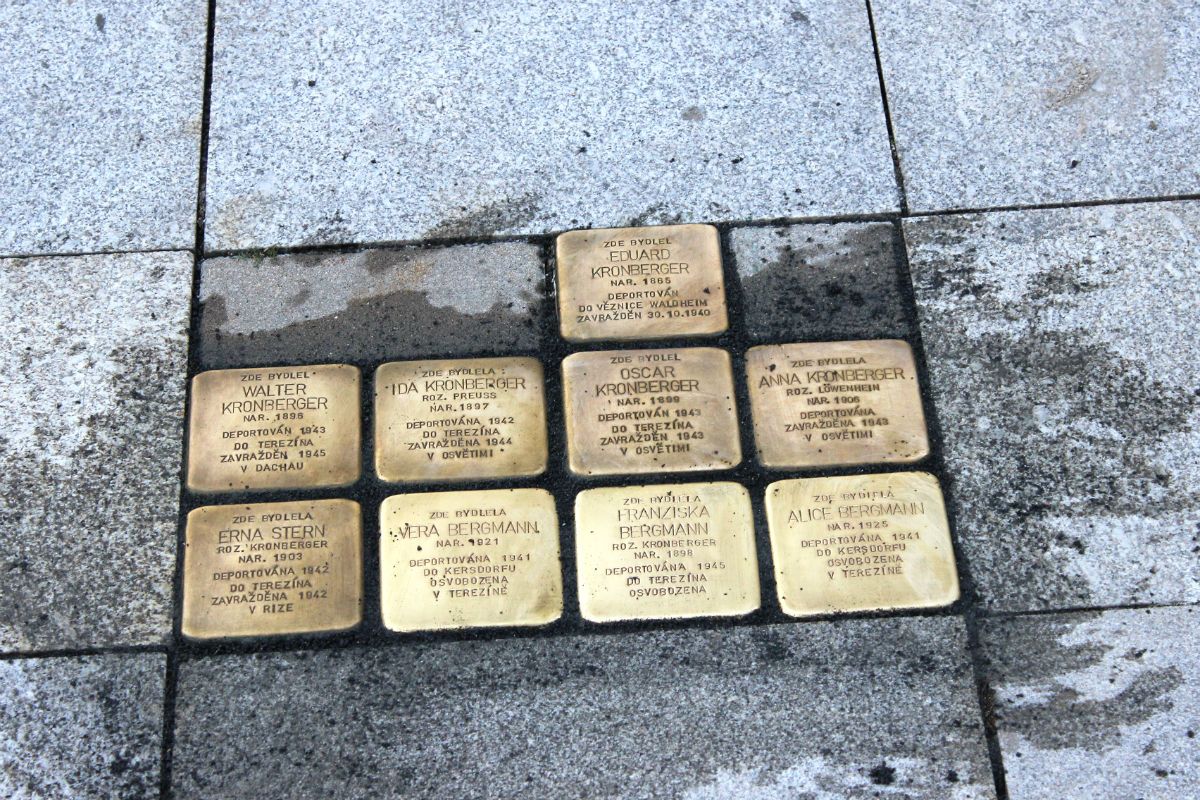 ZDE BYDLEL
EDUARD
KRONBERGER
NAR. 1865
DEPORTOVÁN
DO VĚZNICE WALDHEIM
ZAVRAŽDĚN 30.10.1940
ZDE BYDLEL
WALTER
KRONBERGER
NAR. 1896
DEPORTOVÁN 1943
DO TEREZÍNA
ZAVRAŽDĚN 1945
V DACHAU
ZDE BYDLELA
IDA KRONBERGER
ROZ. PREUSS
NAR. 1897
DEPORTOVÁNA 1942
DO TEREZÍNA
ZAVRAŽDĚNA 1944
V OSVĚTIMI
ZDE BYDLEL
OSCAR
KRONBERGER
NAR. 1899
DEPORTOVÁN 1943
DO TEREZÍNA
ZAVRAŽDĚN 1943
V OSVĚTIMI
ZDE BYDLELA
ANNA KRONBERGER
ROZ. LÖWENHEIN
NAR. 1906
DEPORTOVÁNA
ZAVRAŽDĚNA 1943
V OSVĚTIMI
ZDE BYDLELA
ERNA STERN
ROZ. KRONBERGER
NAR. 1903
DEPORTOVÁNA 1942
DO TEREZÍNA
ZAVRAŽDĚNA 1942
V RIZE
ZDE BYDLELA
VERA BERGMANN
NAR. 1921
DEPORTOVÁNA 1941
DO KERSDORFU
OSVOBOZENA
V TEREZÍNĚ
ZDE BYDLELA
FRANZISKA
BERGMANN
ROZ. KRONBERGER
NAR. 1898
DEPORTOVÁNA 1945
DO TEREZÍNA
OSVOBOZENA
ZDE BYDLELA
ALICE BERGMANN
NAR. 1925
DEPORTOVÁNA 1941
DO KERSDORFU
OSVOBOZENA
V TEREZÍNĚ